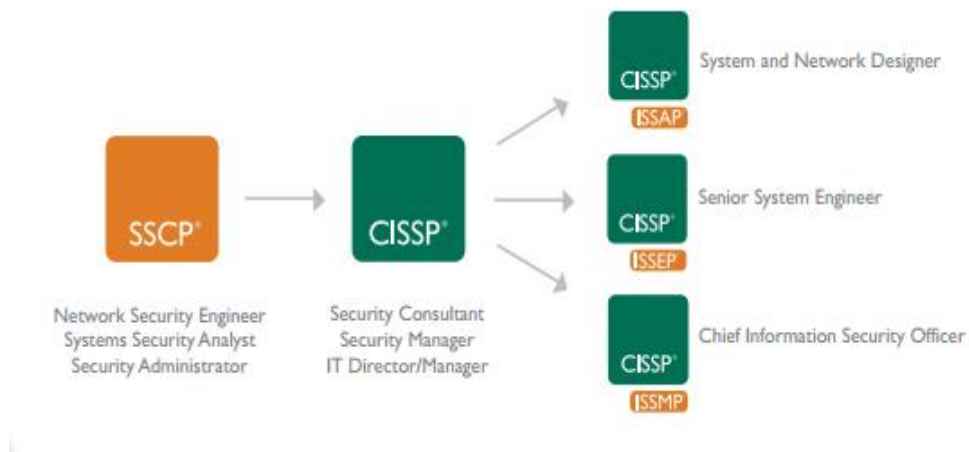 SSCP®
Network Security Engineer
Systems Security Analyst
Security Administrator
CISSP®
Security Consultant
Security Manager
IT Director/Manager
CISSP®
ISSAP
System and Network Designer
CISSP®
ISSEP
Senior System Engineer
CISSP®
ISSMP
Chief Information Security Officer